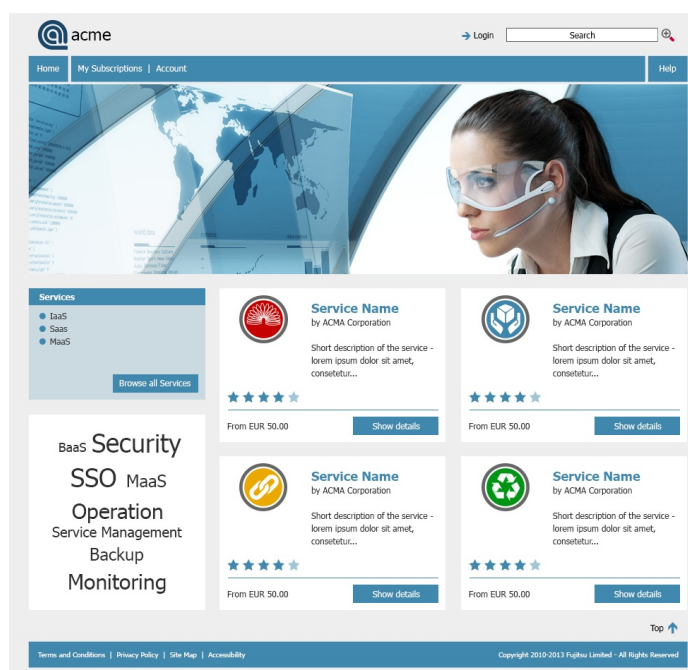 acme
Login
Search
Home
My Subscriptions | Account
Help
Services
IaaS
Saas
MaaS
Browse all Services
BaaS Security
SSO MaaS
Operation
Service Management
Backup
Monitoring
Service Name
by ACMA Corporation
Short description of the service -
lorem ipsum dolor sit amet,
consetetur...
From EUR 50.00
Show details
Service Name
by ACMA Corporation
Short description of the service -
lorem ipsum dolor sit amet,
consetetur...
From EUR 50.00
Show details
Service Name
by ACMA Corporation
Short description of the service -
lorem ipsum dolor sit amet,
consetetur...
From EUR 50.00
Show details
Service Name
by ACMA Corporation
Short description of the service -
lorem ipsum dolor sit amet,
consetetur...
From EUR 50.00
Show details
Top
Terms and Conditions | Privacy Policy | Site Map | Accessibility
Copyright 2010-2013 Fujitsu Limited - All Rights Reserved